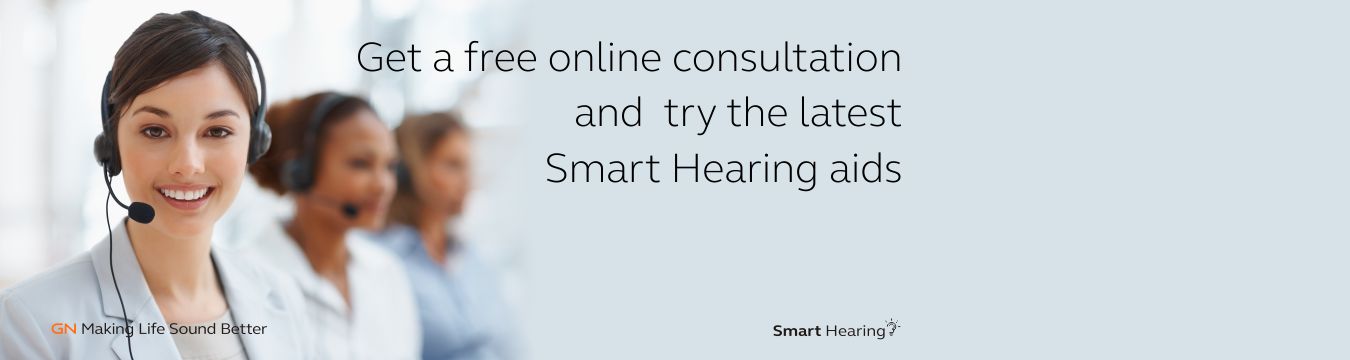 Get a free online consultation
and  try the latest
Smart Hearing aids
GN Making Life Sound Better
Smart Hearing